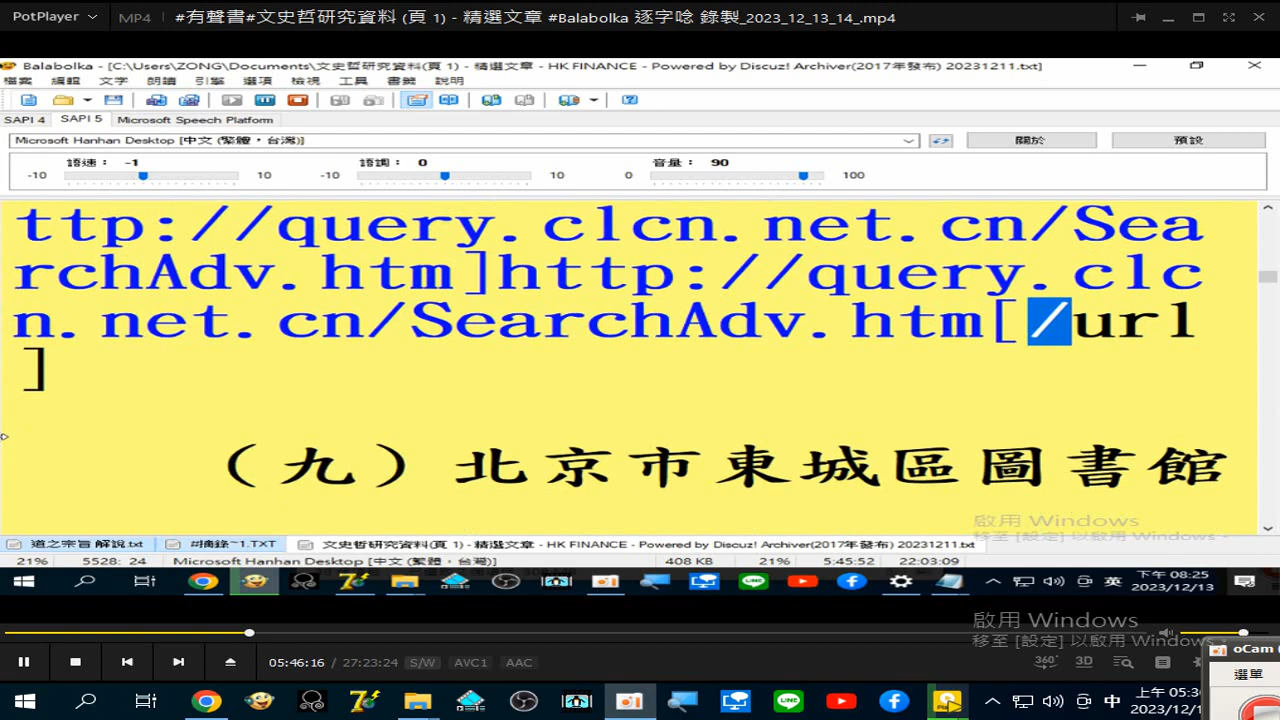 PotPlayer MP4 #有聲書#文史哲研究資料 (頁 1) - 精選文章 #Balabolka 逐字唸 錄製_2023_12_13_14_.mp4
Balabolka - [C:\Users\ZONG\Documents\文史哲研究資料(頁 1) - 精選文章 - HK FINANCE - Powered by Discuz! Archiver(2017年發布) 20231211.txt]
檔案 編輯 文字 朗讀 引擎 選項 檢視 工具 書籤 說明
SAPI 4 SAPI 5 Microsoft Speech Platform
Microsoft Hanhan Desktop [中文 (繁體，台灣)] 關於 預設
語速： -1 語調： 0 音量： 90
-10 10 -10 10 0 100
ttp://query.clcn.net.cn/Sea
rchAdv.htm]http://query.clc
n.net.cn/SearchAdv.htm[/url
]
（九）北京市東城區圖書館
啟用 Windows
道之宗旨 解說.txt #摘錄~1.TXT 文史哲研究資料(頁 1) - 精選文章 - HK FINANCE - Powered by Discuz! Archiver(2017年發布) 20231211.txt
21% 5528: 24 Microsoft Hanhan Desktop [中文 (繁體，台灣)] 408 KB 21% 5:45:52 22:03:09
英 下午 08:25
2023/12/13
啟用 Windows
移至 [設定] 以啟用 Windows
05:46:16 / 27:23:24 S/W AVC1 AAC 360° 3D
oCam
選單
中 上午 05:3
2023/12/1